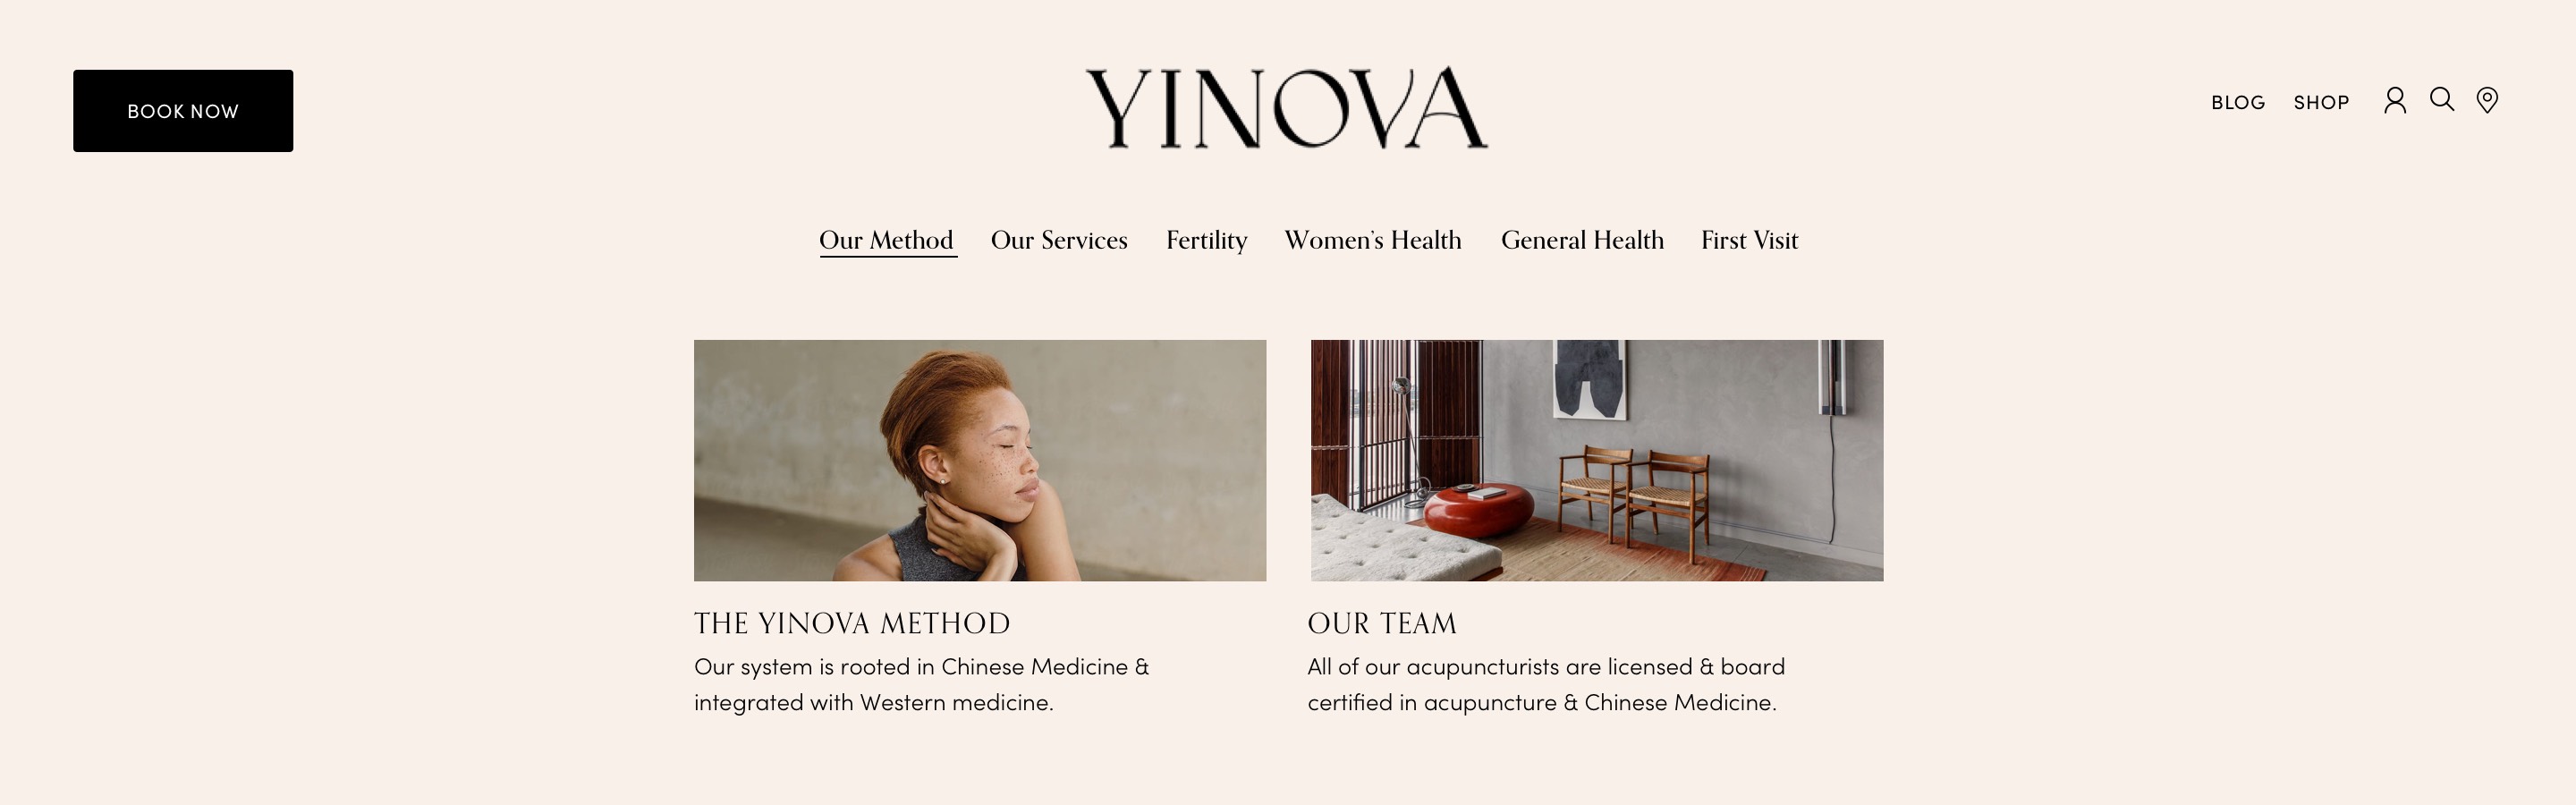 BOOK NOW
YINOVA
BLOG
SHOP
Our Method
Our Services
Fertility
Women's Health
General Health
First Visit
THE YINOVA METHOD
Our system is rooted in Chinese Medicine &
integrated with Western medicine.
OUR TEAM
All of our acupuncturists are licensed & board
certified in acupuncture & Chinese Medicine.